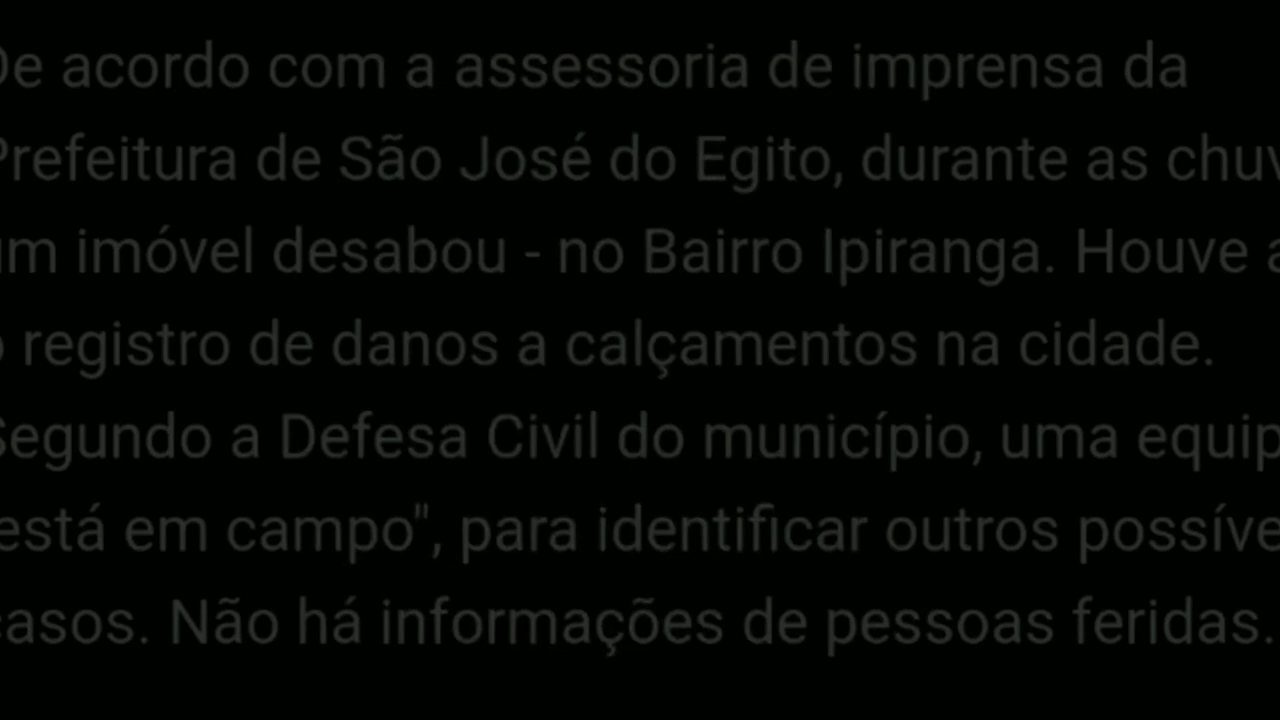 De acordo com a assessoria de imprensa da
Prefeitura de São José do Egito, durante as chuv
um imóvel desabou - no Bairro Ipiranga. Houve a
o registro de danos a calçamentos na cidade.
Segundo a Defesa Civil do município, uma equip
está em campo", para identificar outros possíve
casos. Não há informações de pessoas feridas.